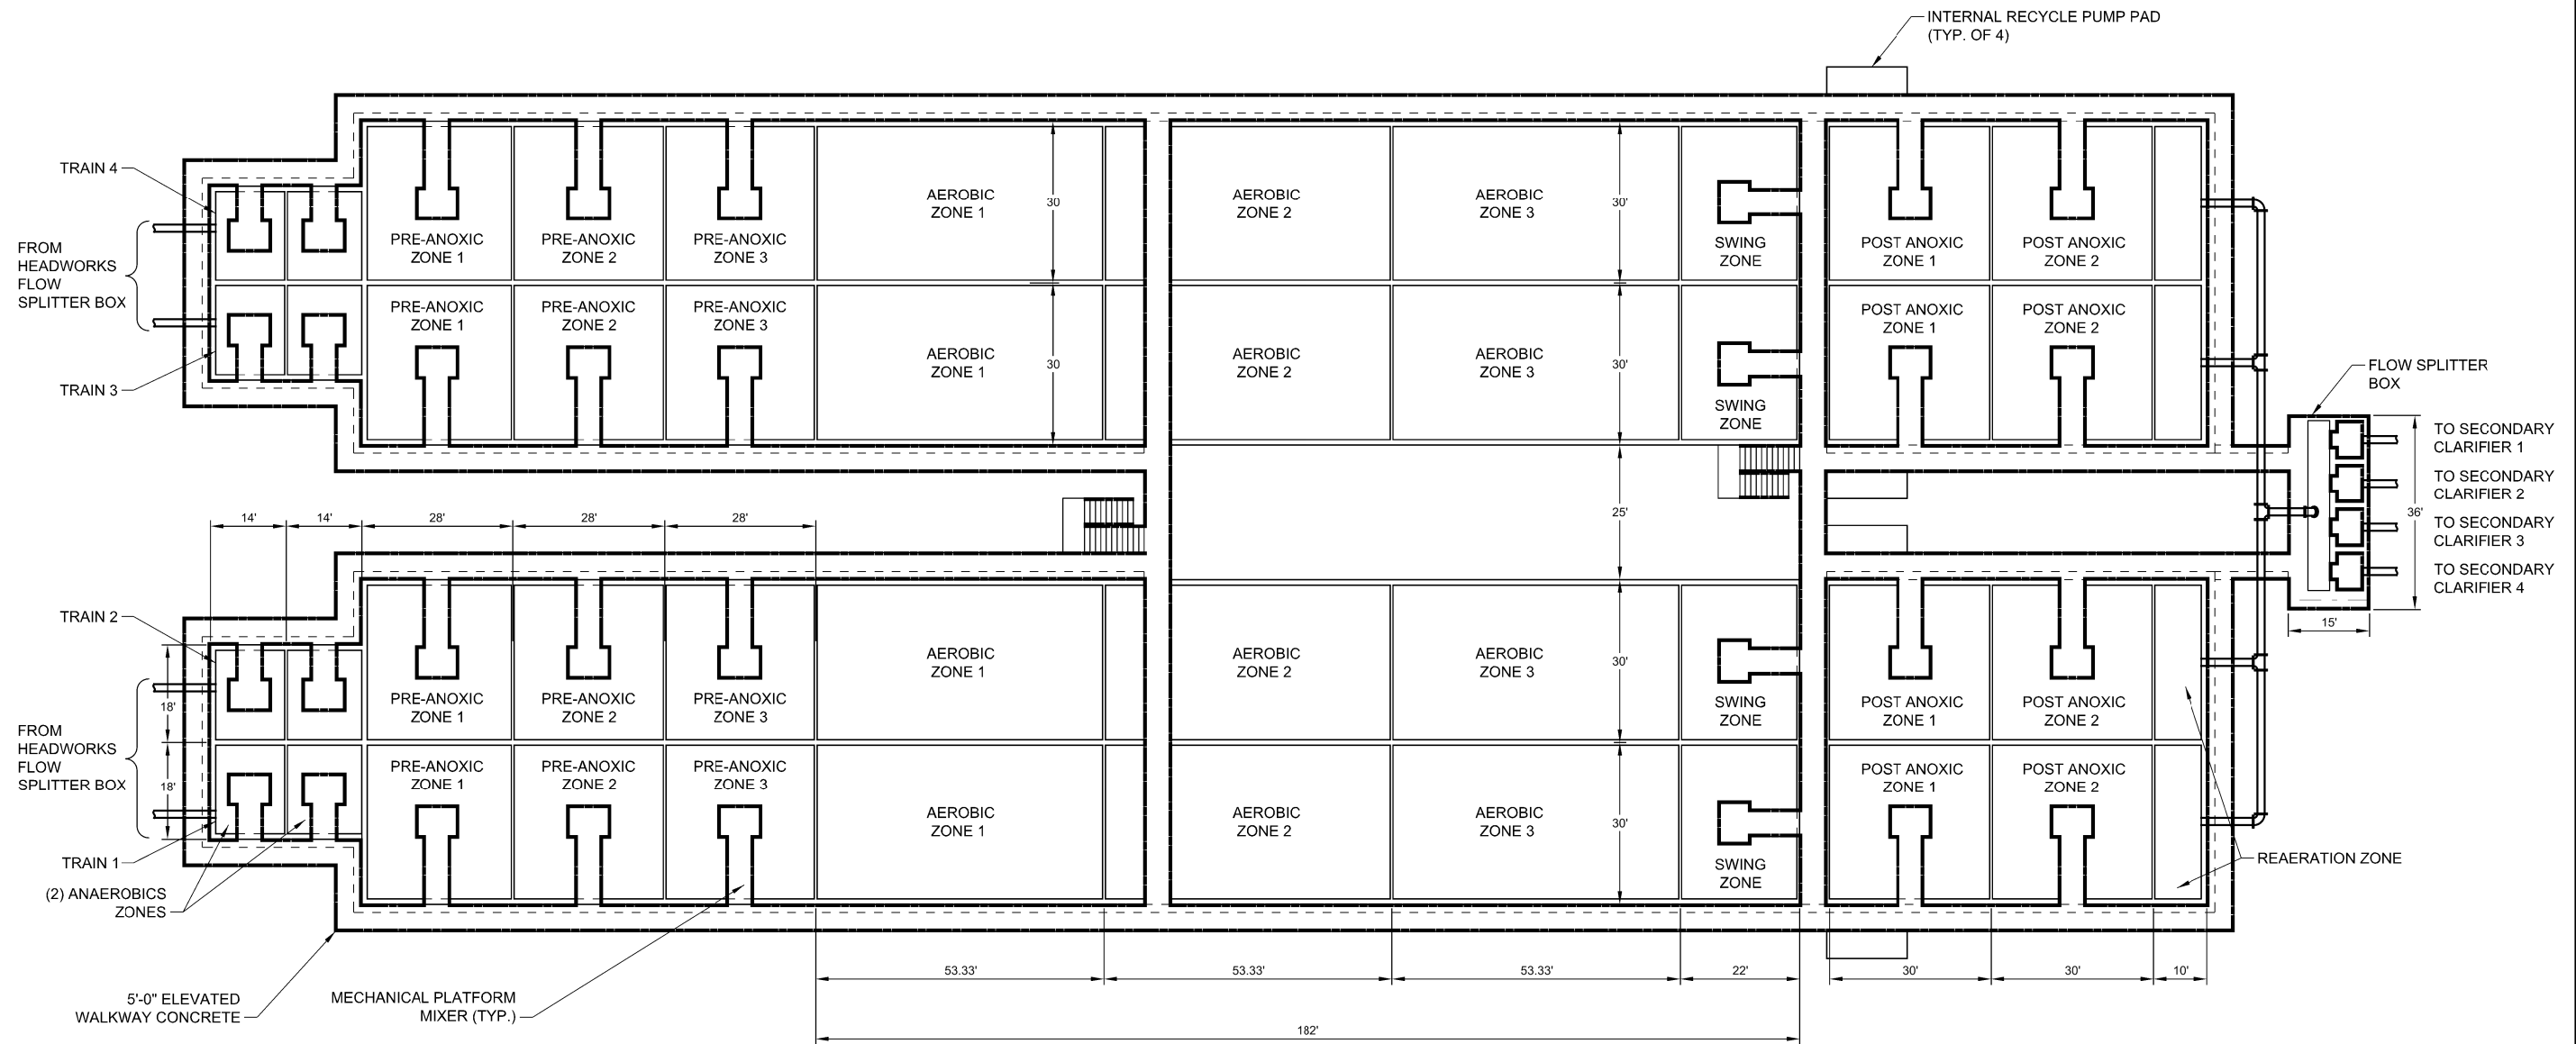 INTERNAL RECYCLE PUMP PAD
(TYP. OF 4)
TRAIN 4
FROM
HEADWORKS
FLOW
SPLITTER BOX
TRAIN 3
PRE-ANOXIC
ZONE 1
PRE-ANOXIC
ZONE 2
PRE-ANOXIC
ZONE 3
AEROBIC
ZONE 1
30
AEROBIC
ZONE 2
AEROBIC
ZONE 3
30'
SWING
ZONE
POST ANOXIC
ZONE 1
POST ANOXIC
ZONE 2
PRE-ANOXIC
ZONE 1
PRE-ANOXIC
ZONE 2
PRE-ANOXIC
ZONE 3
AEROBIC
ZONE 1
30
AEROBIC
ZONE 2
AEROBIC
ZONE 3
30'
SWING
ZONE
POST ANOXIC
ZONE 1
POST ANOXIC
ZONE 2
FLOW SPLITTER
BOX
TO SECONDARY
CLARIFIER 1
TO SECONDARY
CLARIFIER 2
36'
TO SECONDARY
CLARIFIER 3
TO SECONDARY
CLARIFIER 4
15'
14'
14'
28'
28'
28'
25'
TRAIN 2
18'
FROM
HEADWORKS
FLOW
SPLITTER BOX
18'
TRAIN 1
(2) ANAEROBICS
ZONES
PRE-ANOXIC
ZONE 1
PRE-ANOXIC
ZONE 2
PRE-ANOXIC
ZONE 3
AEROBIC
ZONE 1
AEROBIC
ZONE 2
AEROBIC
ZONE 3
30'
SWING
ZONE
POST ANOXIC
ZONE 1
POST ANOXIC
ZONE 2
PRE-ANOXIC
ZONE 1
PRE-ANOXIC
ZONE 2
PRE-ANOXIC
ZONE 3
AEROBIC
ZONE 1
AEROBIC
ZONE 2
AEROBIC
ZONE 3
30'
SWING
ZONE
POST ANOXIC
ZONE 1
POST ANOXIC
ZONE 2
REAERATION ZONE
5'-0" ELEVATED
WALKWAY CONCRETE
MECHANICAL PLATFORM
MIXER (TYP.)
53.33'
53.33'
53.33'
22'
30'
30'
10'
182'